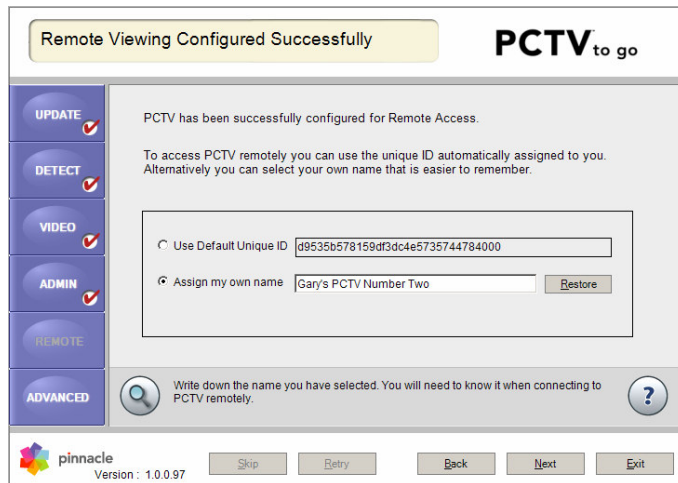 Remote Viewing Configured Successfully
PCTV to go
UPDATE
DETECT
VIDEO
ADMIN
REMOTE
ADVANCED
PCTV has been successfully configured for Remote Access.
To access PCTV remotely you can use the unique ID automatically assigned to you.
Alternatively you can select your own name that is easier to remember.
Use Default Unique ID d9535b578159df3dc4e5735744784000
Assign my own name Gary's PCTV Number Two Restore
Write down the name you have selected. You will need to know it when connecting to
PCTV remotely.
?
pinnacle
Version : 1.0.0.97
Skip Retry Back Next Exit